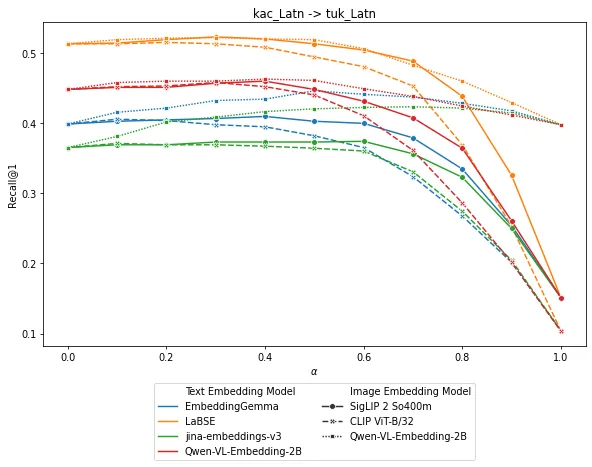 kac_Latn -> tuk_Latn
Recall@1
0.5
0.4
0.3
0.2
0.1
0.0 0.2 0.4 0.6 0.8 1.0
α
Text Embedding Model
EmbeddingGemma
LaBSE
jina-embeddings-v3
Qwen-VL-Embedding-2B
Image Embedding Model
SigLIP 2 So400m
CLIP ViT-B/32
Qwen-VL-Embedding-2B